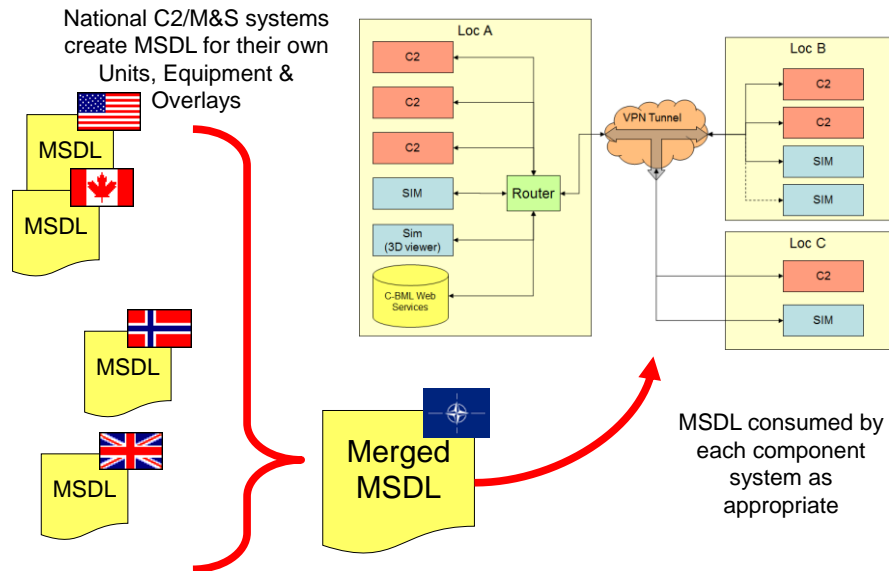 National C2/M&S systems
create MSDL for their own
Units, Equipment &
Overlays
MSDL
MSDL
MSDL
MSDL
Merged
MSDL
Loc A
C2
C2
C2
SIM
Sim
(3D viewer)
C-BML Web
Services
Router
VPN Tunnel
Loc B
C2
C2
SIM
SIM
Loc C
C2
SIM
MSDL consumed by
each component
system as
appropriate